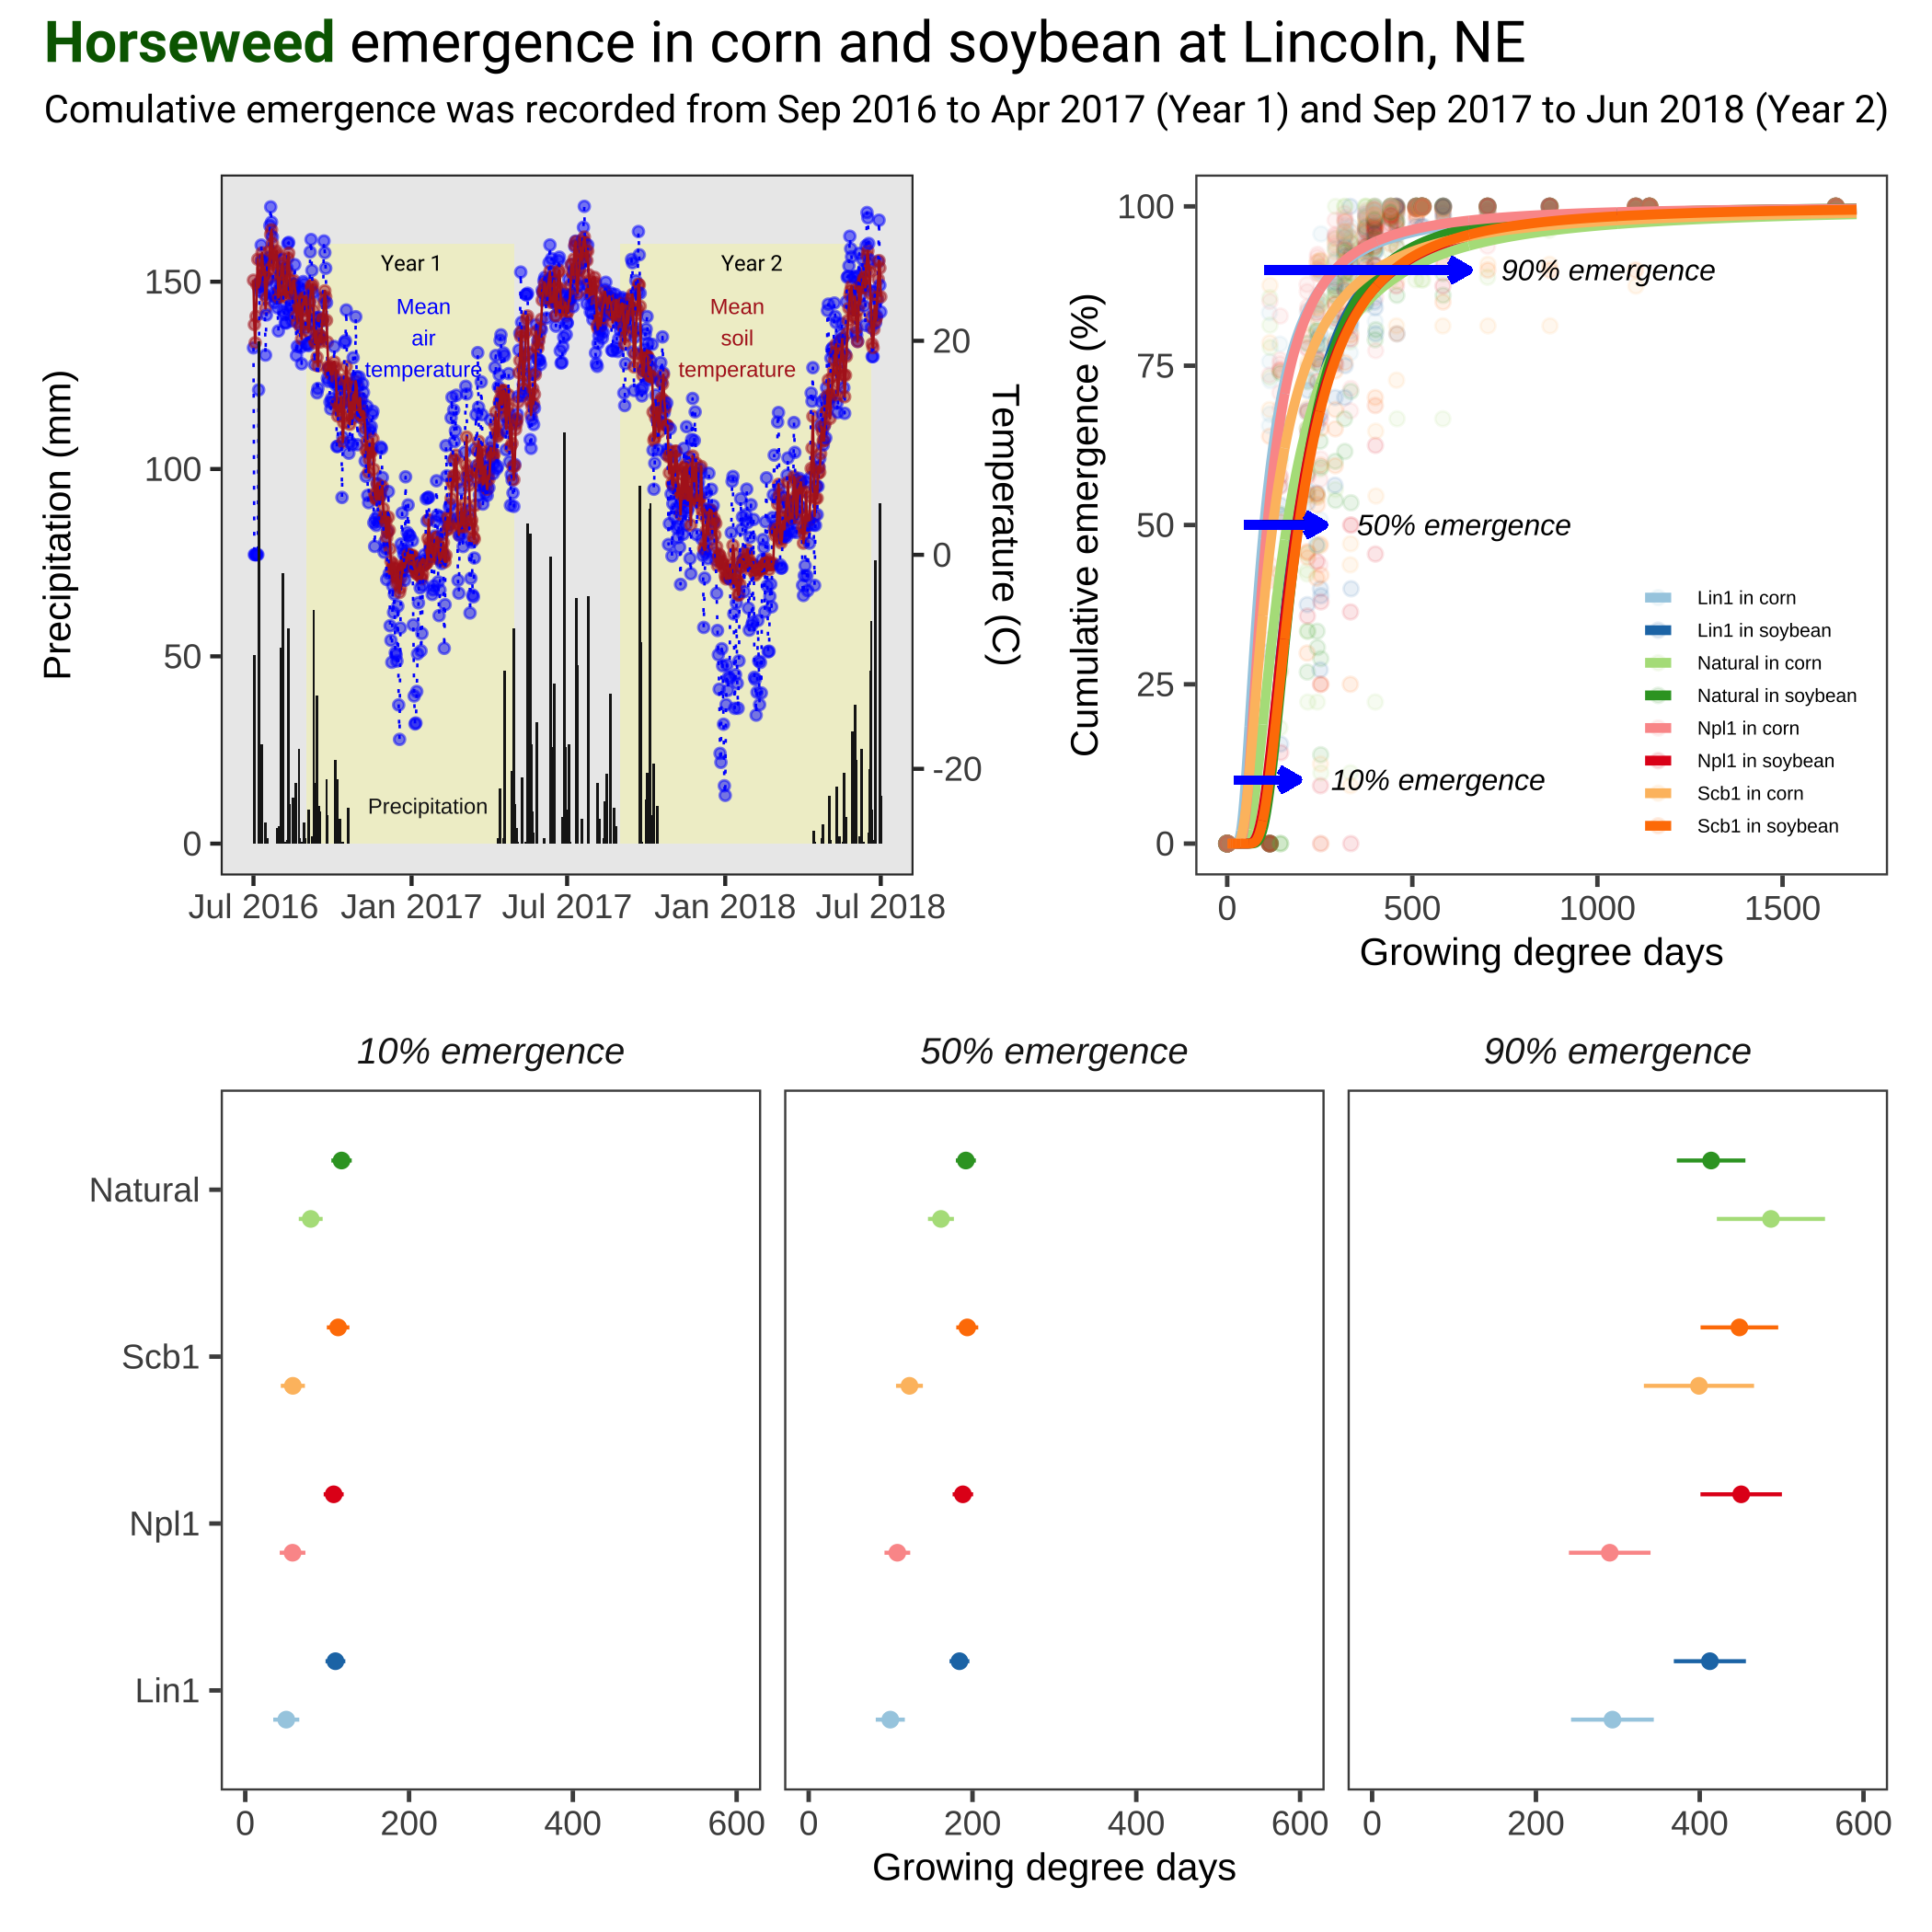 Horseweed emergence in corn and soybean at Lincoln, NE
Comulative emergence was recorded from Sep 2016 to Apr 2017 (Year 1) and Sep 2017 to Jun 2018 (Year 2)
Precipitation (mm)
150
100
50
0
Year 1
Mean
air
temperature
Year 2
Mean
soil
temperature
Precipitation
20
0
-20
Temperature (C)
Jul 2016
Jan 2017
Jul 2017
Jan 2018
Jul 2018
Cumulative emergence (%)
100
75
50
25
0
90% emergence
50% emergence
10% emergence
Lin1 in corn
Lin1 in soybean
Natural in corn
Natural in soybean
Npl1 in corn
Npl1 in soybean
Scb1 in corn
Scb1 in soybean
0
500
1000
1500
Growing degree days
10% emergence
50% emergence
90% emergence
Natural
Scb1
Npl1
Lin1
0
200
400
600
0
200
400
600
0
200
400
600
Growing degree days